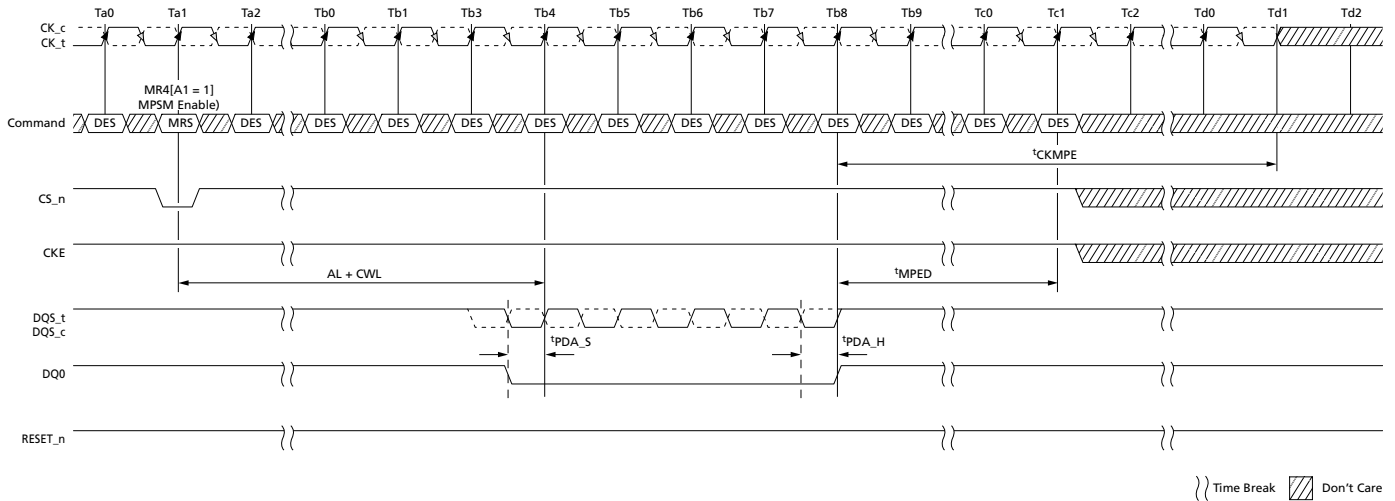 Ta0 Ta1 Ta2 Tb0 Tb1 Tb3 Tb4 Tb5 Tb6 Tb7 Tb8 Tb9 Tc0 Tc1 Tc2 Td0 Td1 Td2
CK_c
CK_t
MR4[A1 = 1]
MPSM Enable)
Command DES MRS DES DES DES DES DES DES DES DES DES DES DES DES
tCKMPE
CS_n
CKE
AL + CWL tMPED
DQS_t
DQS_c
tPDA_S tPDA_H
DQ0
RESET_n
Time Break Don't Care